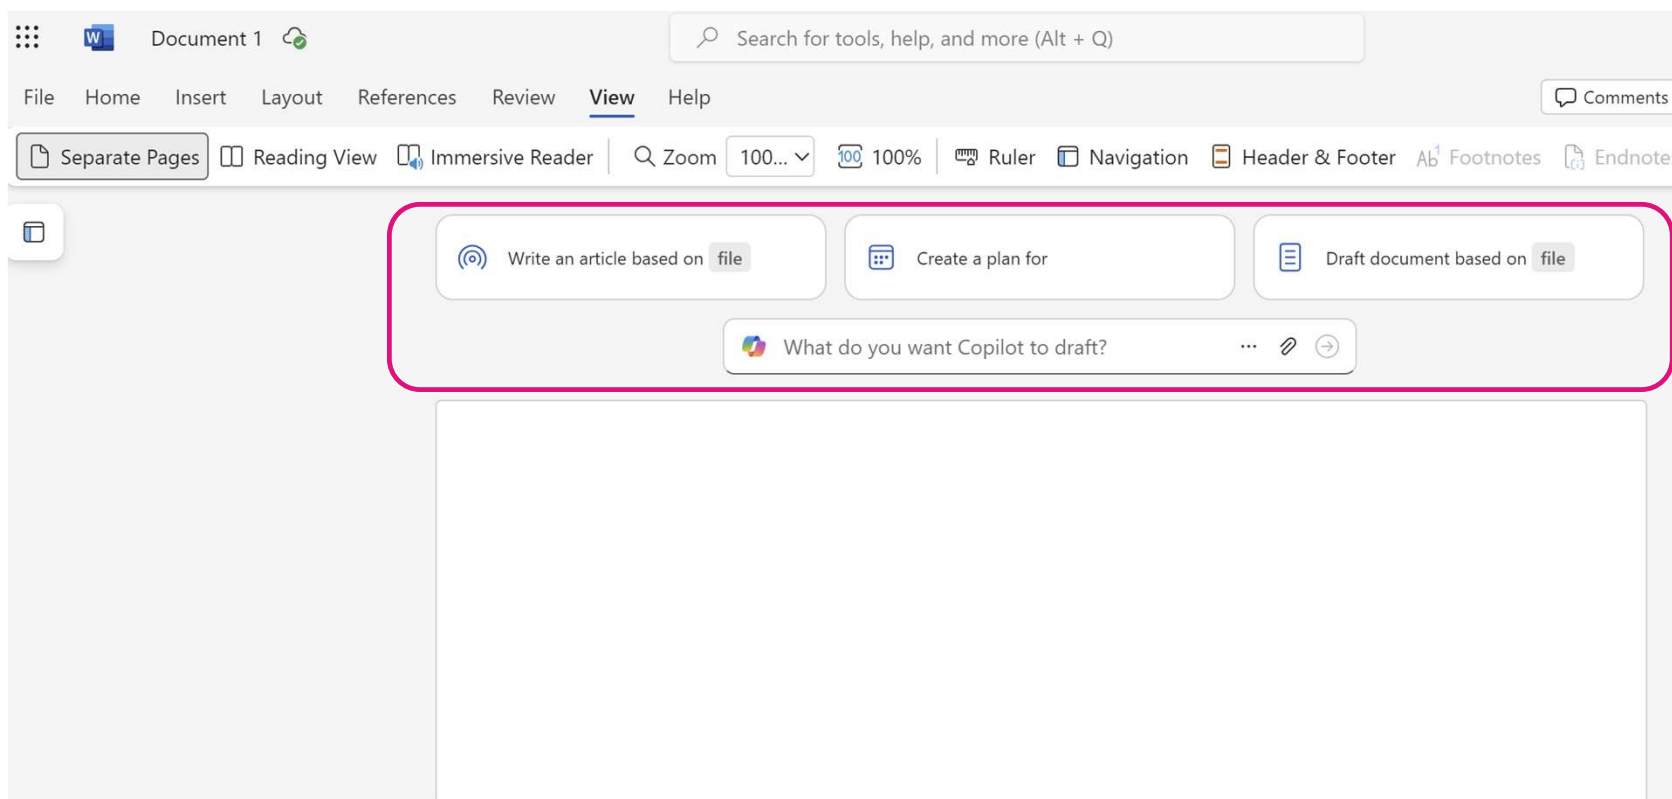 W Document 1 Search for tools, help, and more (Alt + Q)
File Home Insert Layout References Review View Help Comments
Separate Pages Reading View Immersive Reader Zoom 100... 100 100% Ruler Navigation Header & Footer Ab1 Footnotes
Write an article based on file Create a plan for Draft document based on file
What do you want Copilot to draft? ...